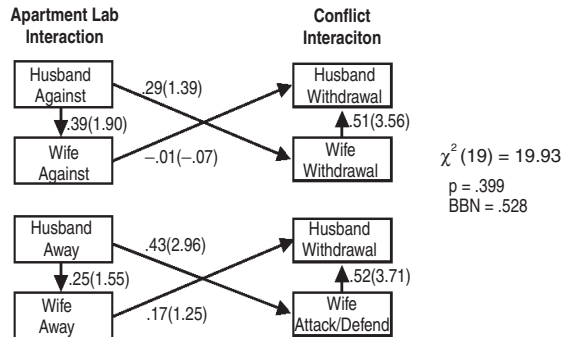 Apartment Lab
Interaction
Conflict
Interaciton
Husband
Against
.29(1.39)
Husband
Withdrawal
.39(1.90)
.51(3.56)
Wife
Against
–.01(–.07)
Wife
Withdrawal
χ² (19) = 19.93
p = .399
BBN = .528
Husband
Away
.43(2.96)
Husband
Withdrawal
.25(1.55)
.52(3.71)
Wife
Away
.17(1.25)
Wife
Attack/Defend